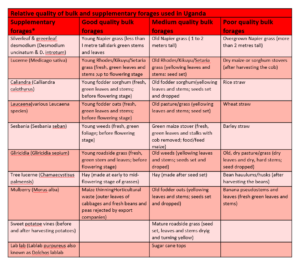 Relative quality of bulk and supplementary forages used in Uganda
Supplementary Good quality bulk Medium quality bulk Poor quality bulk
forages* forages forages forages
Silverleaf & greenleaf Young Napier grass (less than Old Napier grass ( 1 to 2 Overgrown Napier grass (more
desmodium (Desmodium 1 metre tall dark green stems meters tall) than 2 metres tall)
uncinatum & D. intortum) and leaves
Lucerne (Medicago sativa) Young Rhodes/Kikuyu/Setaria Old Rhodes/Kikuyu/Setaria Dry maize or sorghum stovers
grass (fresh, green leaves and grass (yellowing leaves and (after harvesting the cob)
stems up to flowering stage stems; seed set)
Caliandra (Calliandra Young fodder sorghum (fresh, Old fodder sorghum(yellowing Rice straw
calothyrsus) green leaves and stems; leaves and stems; seeds set
before flowering stage) and dropped)
Leucaena(various Leucaena Young fodder oats (fresh, Old pasture/grass (yellowing Wheat straw
species) green leaves and stems; leaves and stems; seed set)
before flowering stage)
Sesbania (Sesbania sesban) Young weeds (fresh, green Green maize stover (fresh, Barley straw
foliage; before flowering green leaves and stalks with
stage) cob removed; food/feed
maize)
Gliricidia (Gliricidia sepium) Young roadside grass (fresh, Old weeds (yellowing leaves Old, dry pasture/grass (dry
green stem and leaves; before and stems; seeds set and leaves and dry, and hard
flowering stage) dropped) stems)
Tree lucerne (Chamaecytisus Hay (made at early to mid- Hay (made after seed set) Bean haaulms/husks (after
palmensis) flowering stage of grasses) harvesting the beans)
Mulberry (Morus alba) Maize thinningHorticultural Old fodder oats (yellowing Banana pseudostems and
waste (outer leaves of leaves and stems; seeds set leaves (fresh green leaves and
cabbages and fresh beans and and dropped) stems)
peas rejected by export
companies)
Sweet potatoe vines (before Mature roadside grass (seed
and after harvesting potatoes) set, leaves and stems drying
and turning yellow)
Lab lab (Lablab purpureus also Sugar cane tops
known as Dolichos lablab